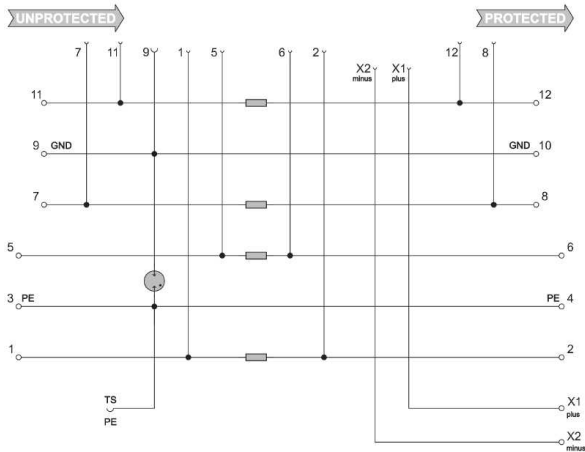 UNPROTECTED
PROTECTED
7 11 9 1 5 6 2 12 8
X2 X1
minus plus
11 12
9 GND GND 10
7 8
5 6
3 PE PE 4
1 2
TS
PE
X1
plus
X2
minus